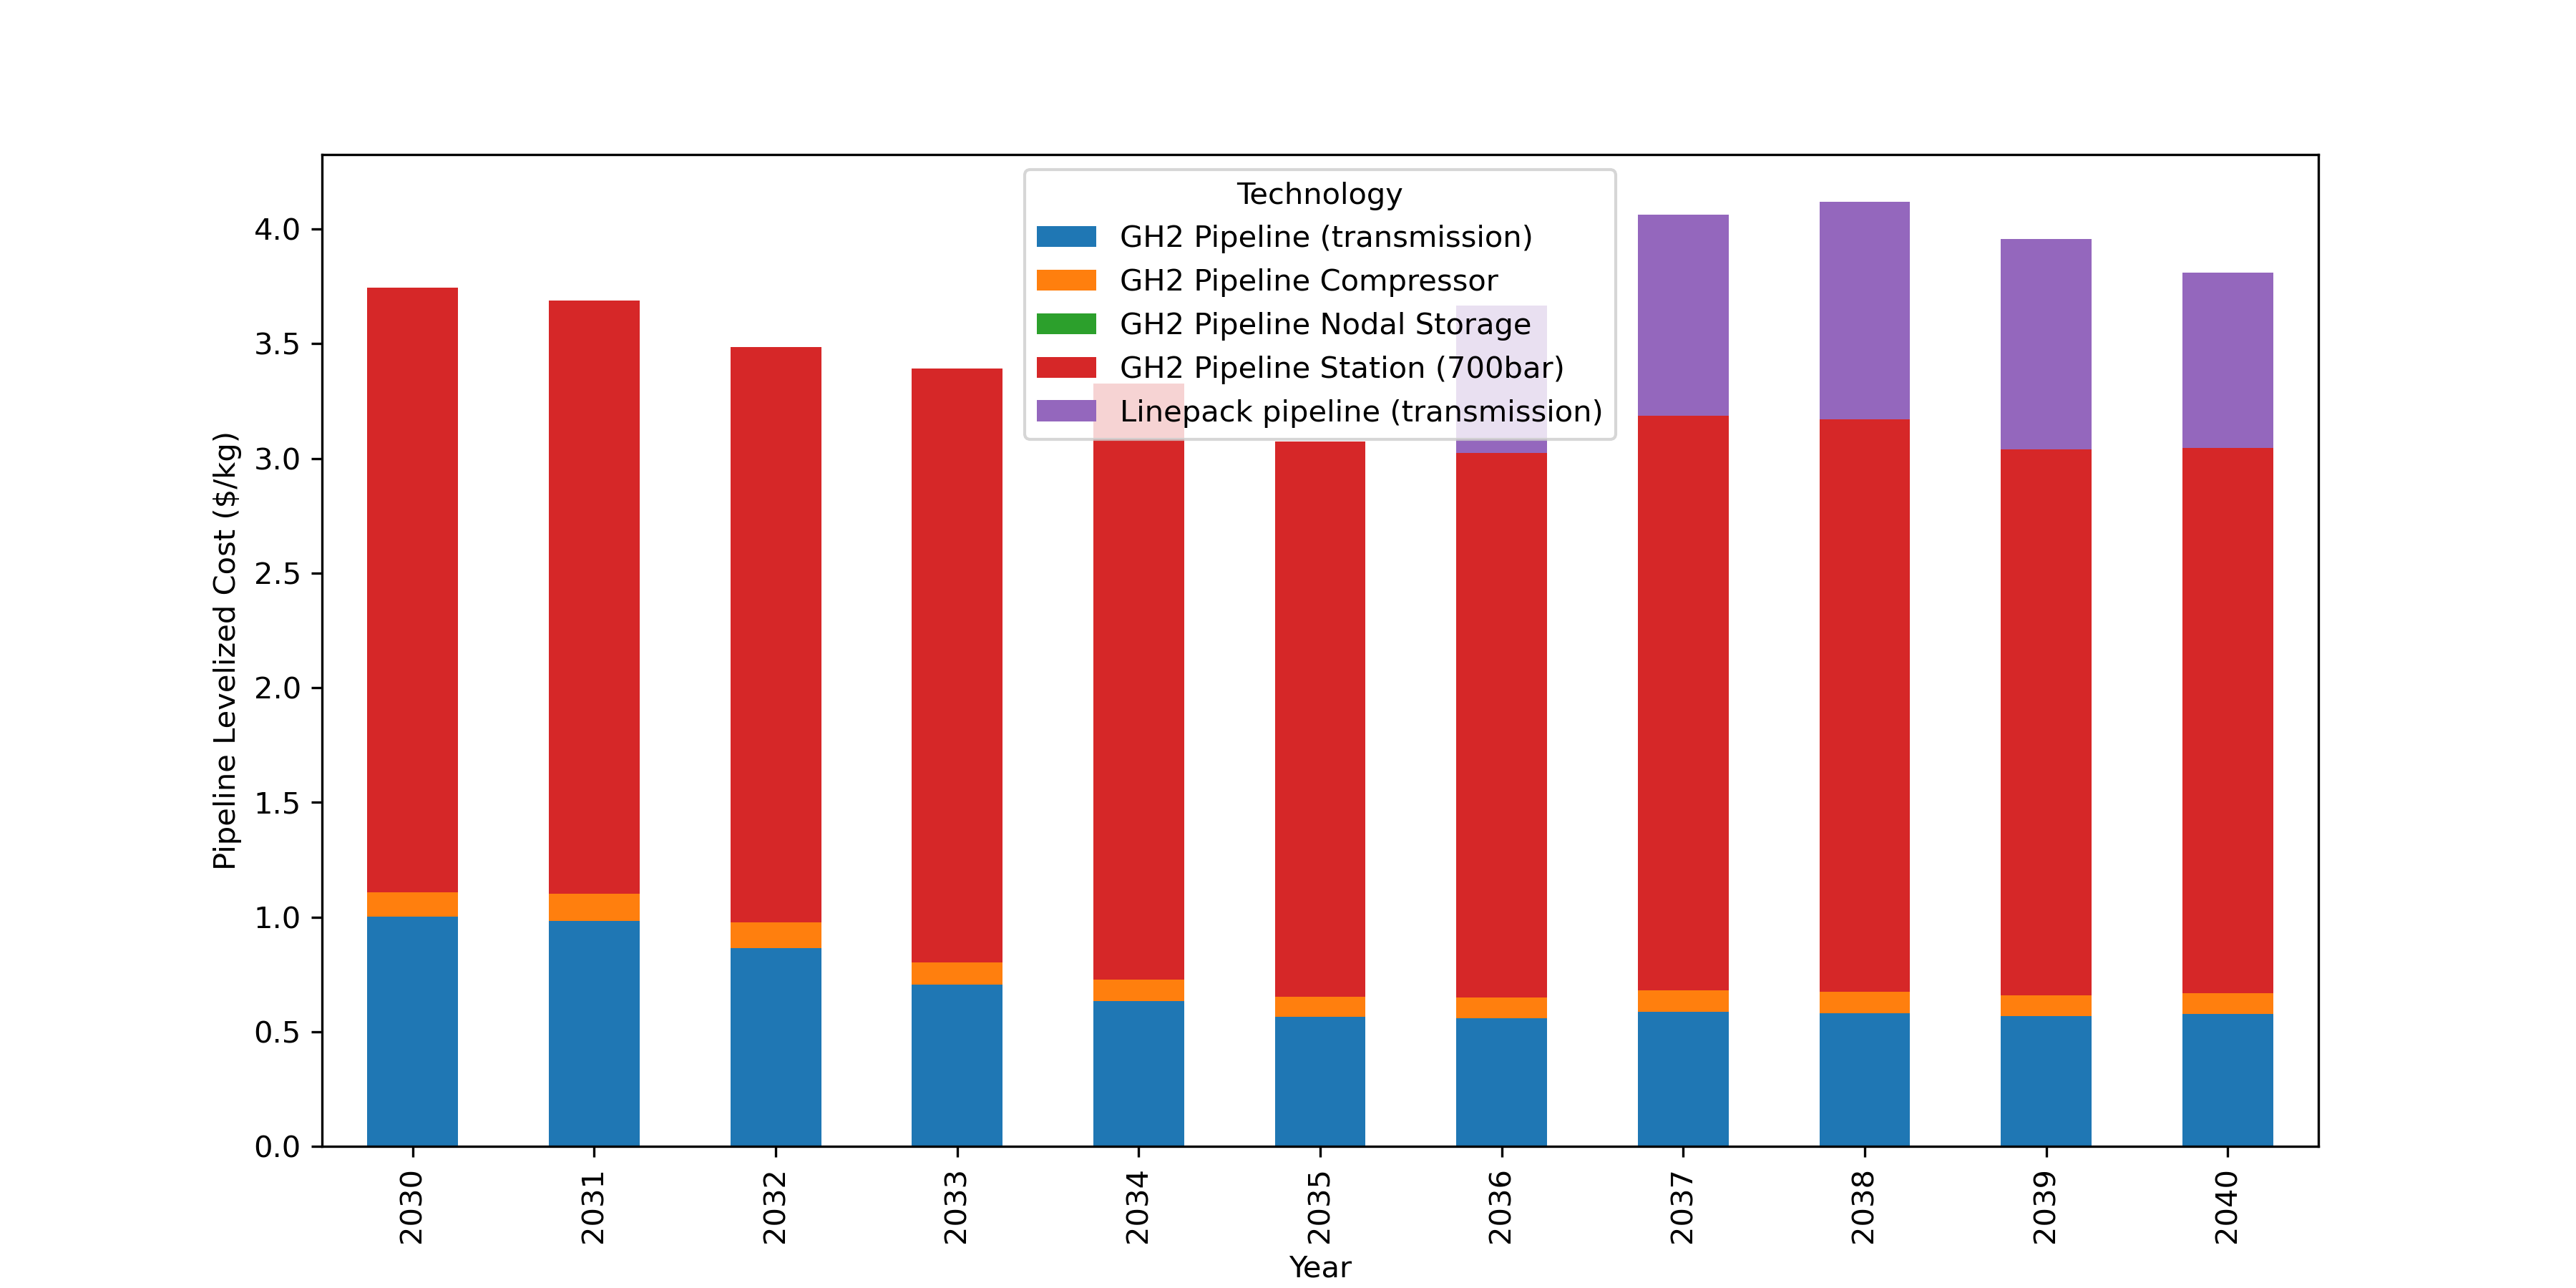 Technology
GH2 Pipeline (transmission)
GH2 Pipeline Compressor
GH2 Pipeline Nodal Storage
GH2 Pipeline Station (700bar)
Linepack pipeline (transmission)
Pipeline Levelized Cost ($/kg)
4.0
3.5
3.0
2.5
2.0
1.5
1.0
0.5
0.0
2030
2031
2032
2033
2034
2035
2036
2037
2038
2039
2040
Year